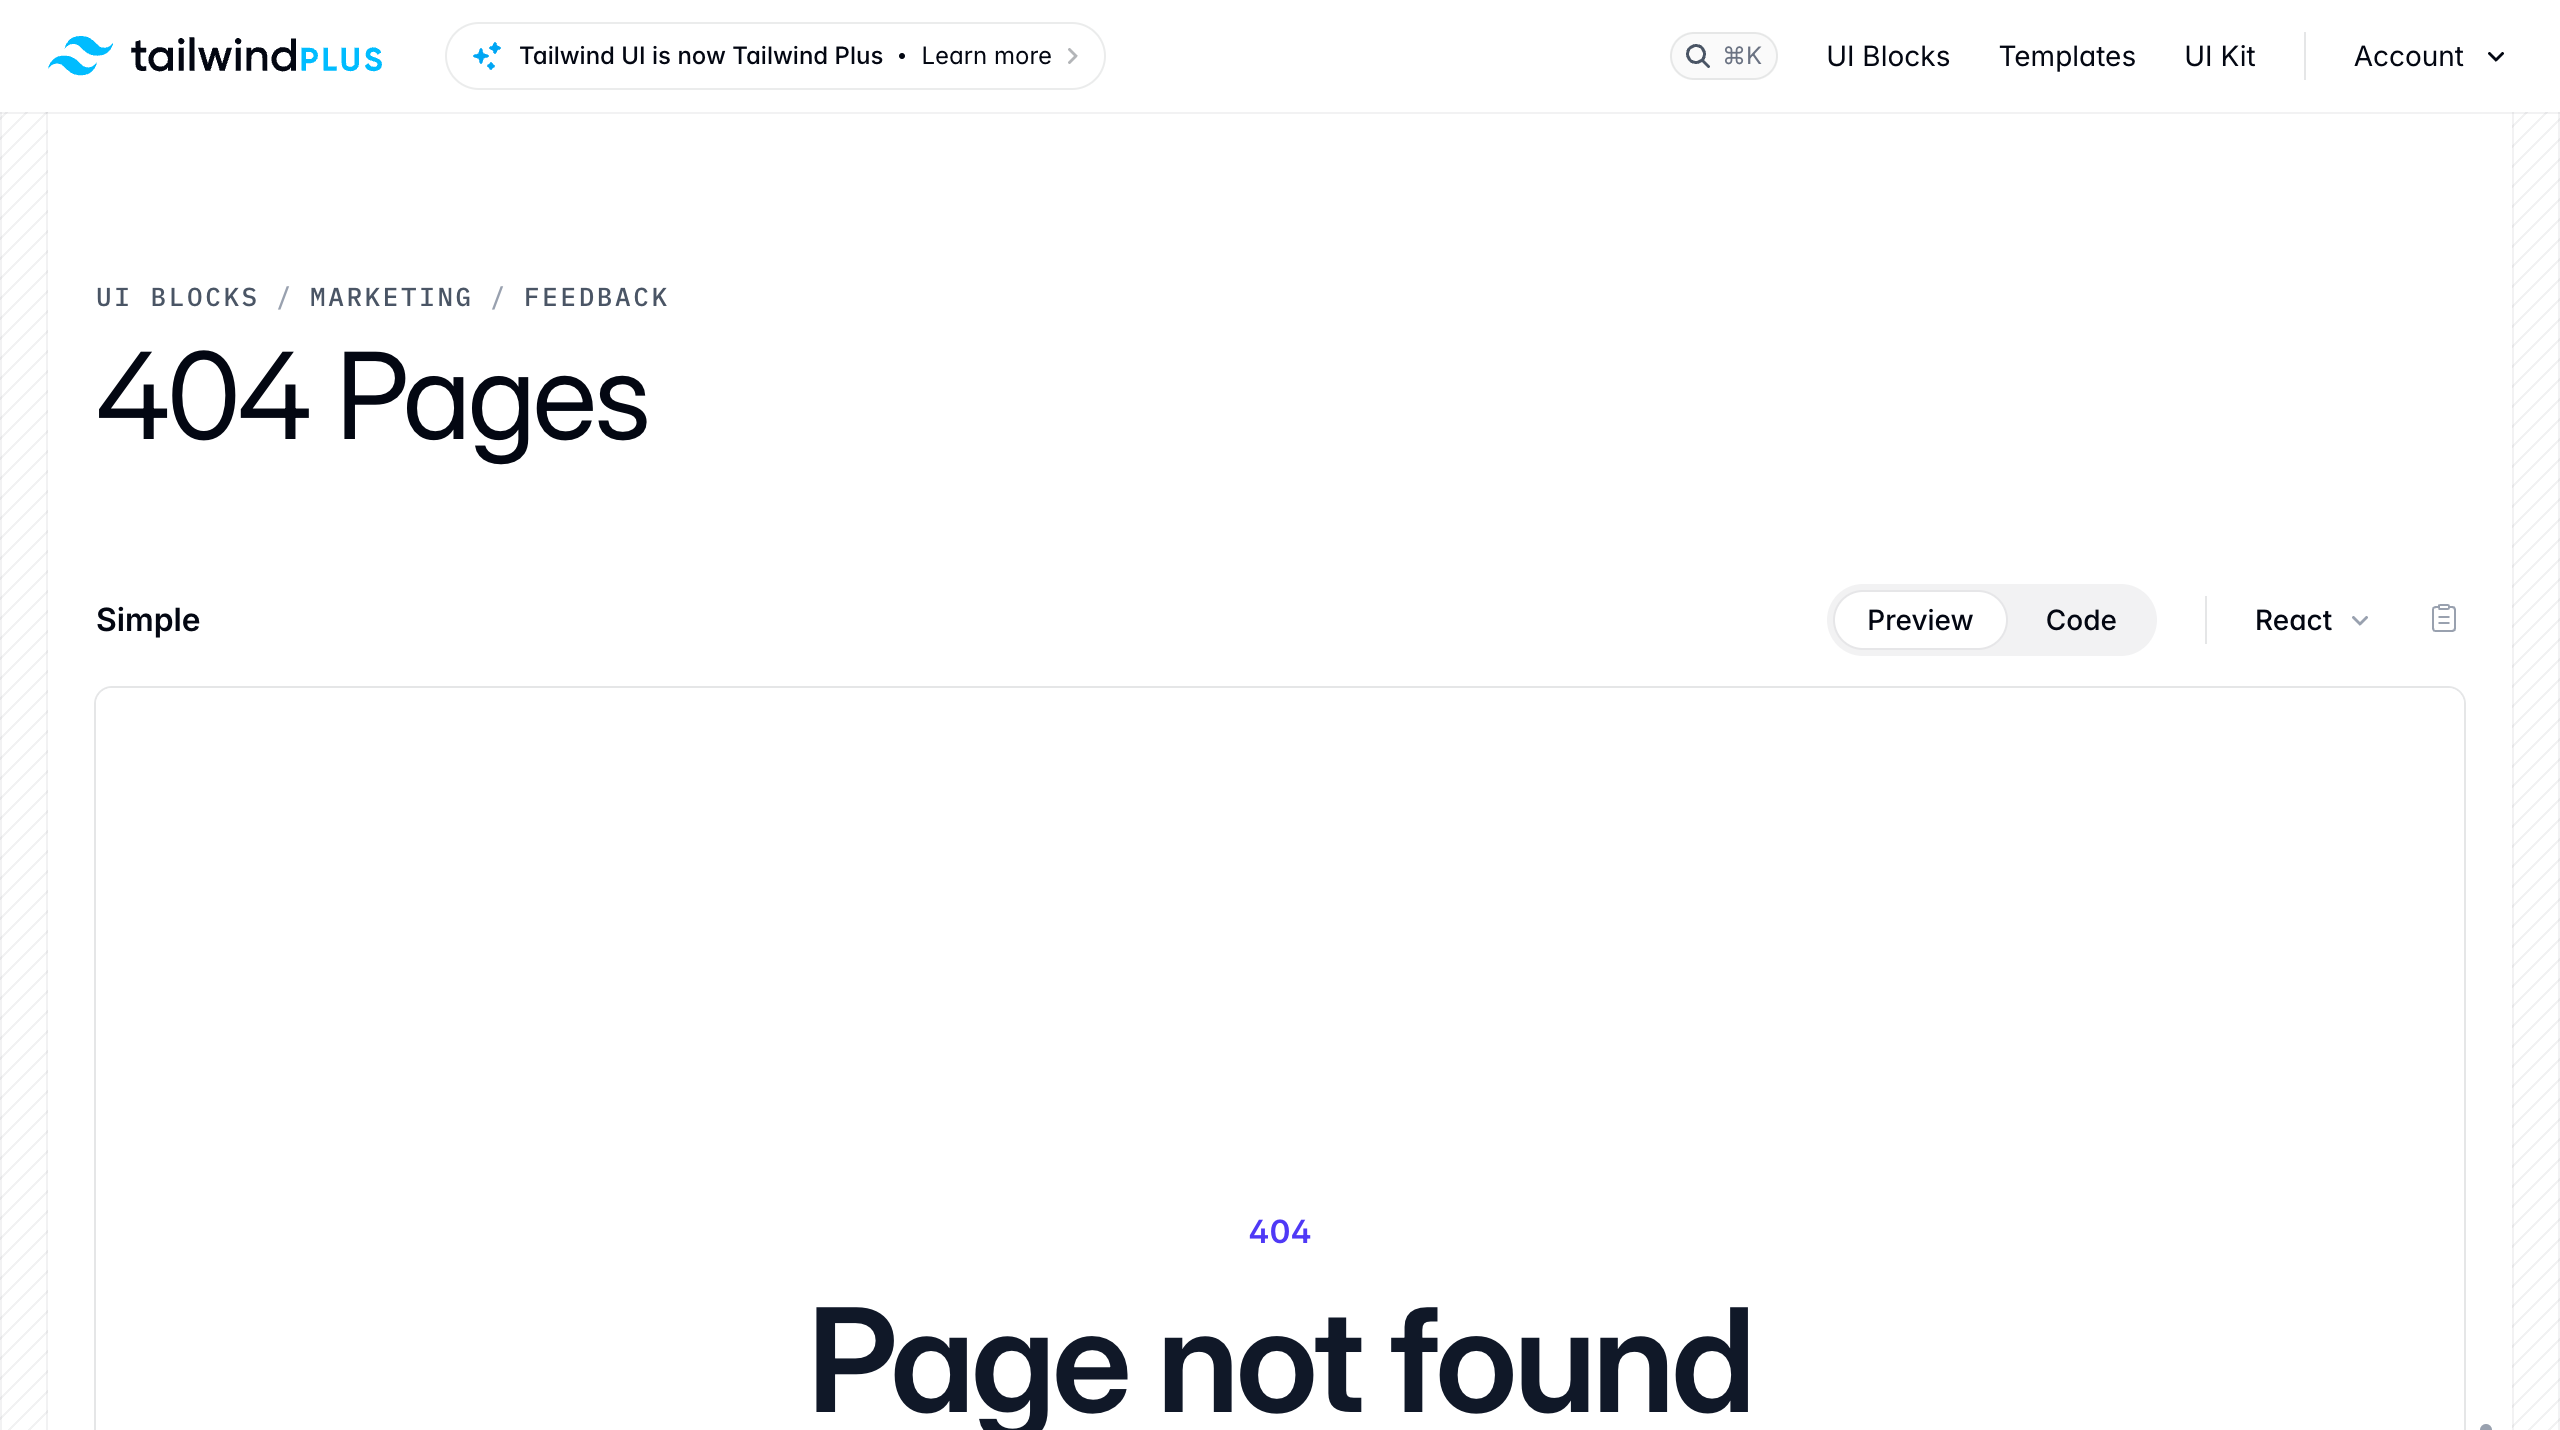 tailwindPLUS
Tailwind UI is now Tailwind Plus • Learn more
⌘K
UI Blocks
Templates
UI Kit
Account
UI BLOCKS / MARKETING / FEEDBACK
404 Pages
Simple
Preview
Code
React
404
Page not found